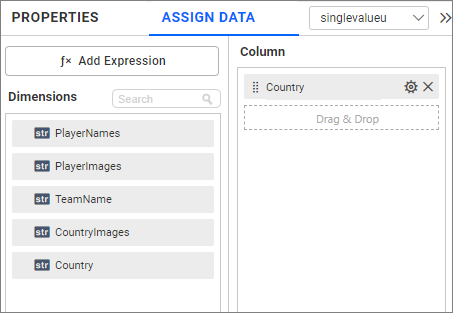 PROPERTIES
ASSIGN DATA
singlevalueu
ƒx Add Expression
Dimensions
Search
str PlayerNames
str PlayerImages
str TeamName
str CountryImages
str Country
Column
Country
Drag & Drop